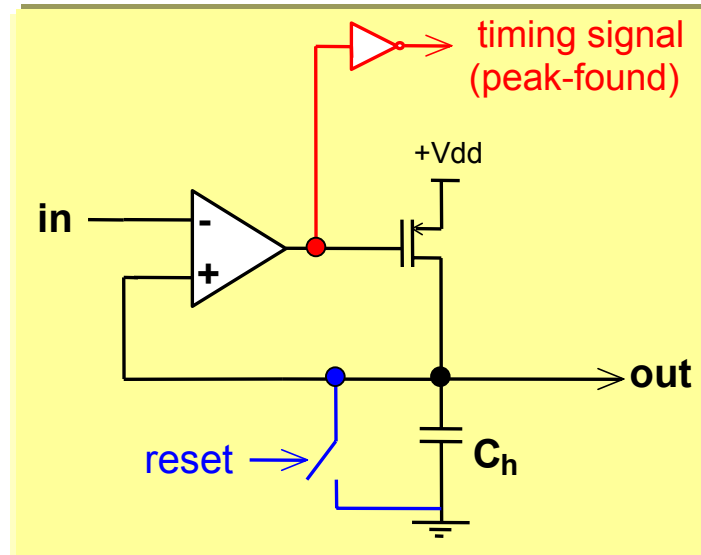 timing signal
(peak-found)
+Vdd
in
-
+
out
reset
Ch